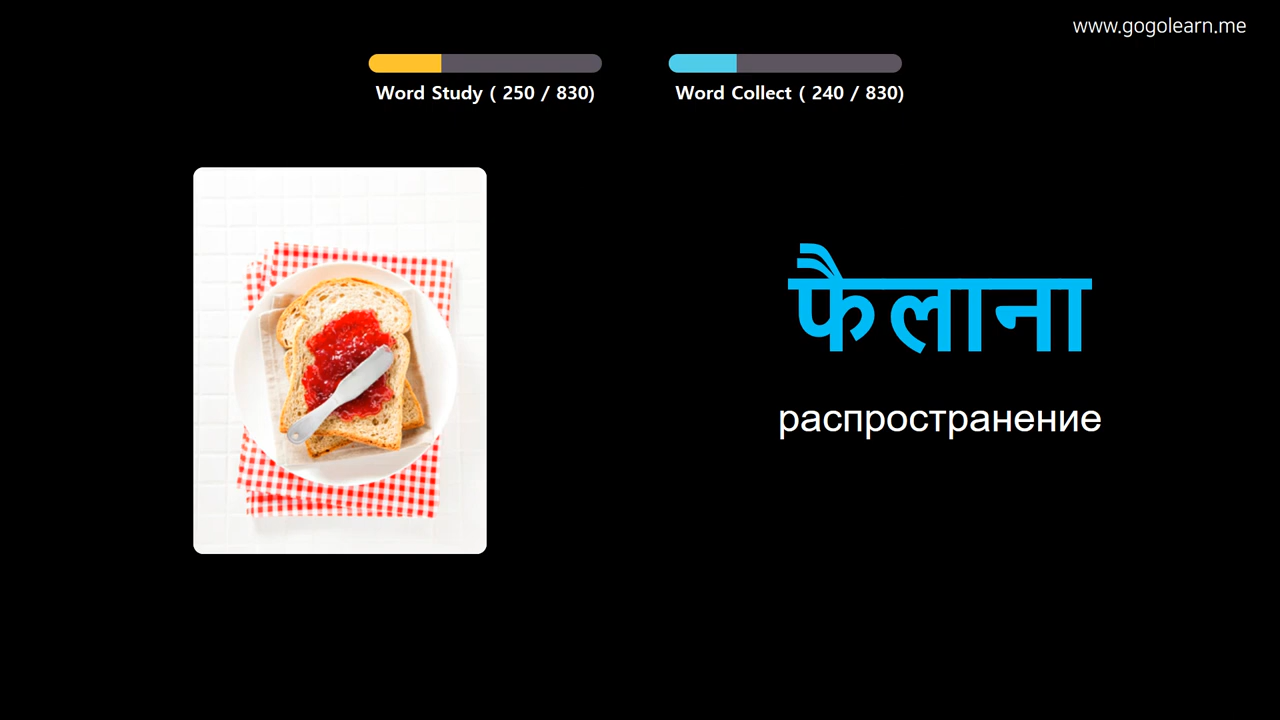 www.gogolearn.me
Word Study ( 250 / 830)
Word Collect ( 240 / 830)
फैलाना
распространение